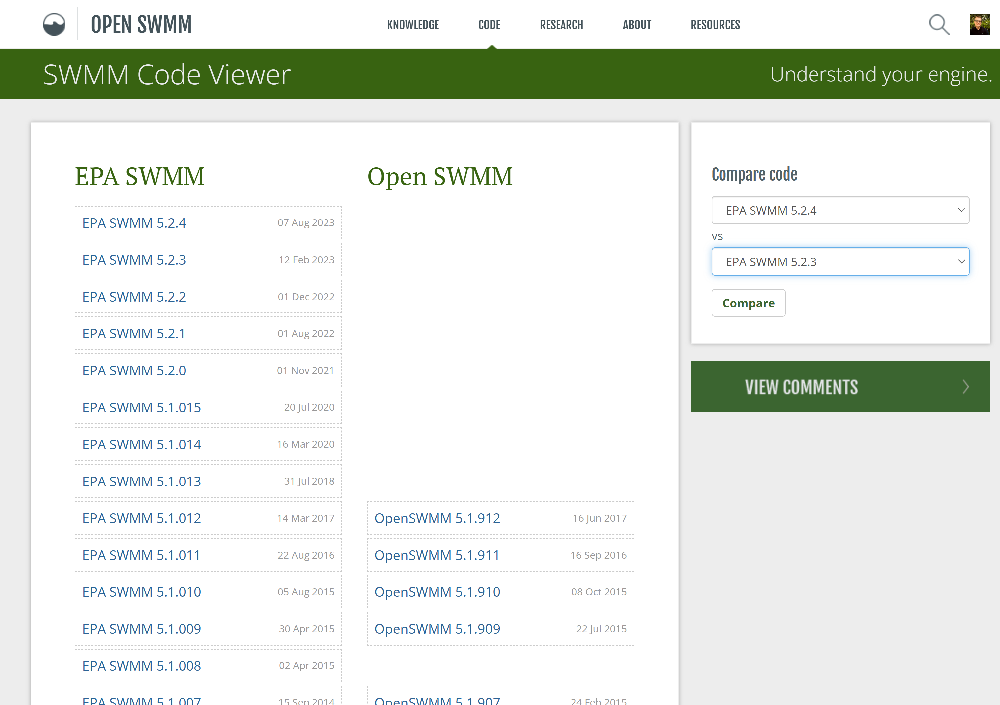 OPEN SWMM
KNOWLEDGE
CODE
RESEARCH
ABOUT
RESOURCES
SWMM Code Viewer
Understand your engine.
EPA SWMM
EPA SWMM 5.2.4 07 Aug 2023
EPA SWMM 5.2.3 12 Feb 2023
EPA SWMM 5.2.2 01 Dec 2022
EPA SWMM 5.2.1 01 Aug 2022
EPA SWMM 5.2.0 01 Nov 2021
EPA SWMM 5.1.015 20 Jul 2020
EPA SWMM 5.1.014 16 Mar 2020
EPA SWMM 5.1.013 31 Jul 2018
EPA SWMM 5.1.012 14 Mar 2017
EPA SWMM 5.1.011 22 Aug 2016
EPA SWMM 5.1.010 05 Aug 2015
EPA SWMM 5.1.009 30 Apr 2015
EPA SWMM 5.1.008 02 Apr 2015
EPA SWMM 5.1.007 15 Sep 2014
Open SWMM
OpenSWMM 5.1.912 16 Jun 2017
OpenSWMM 5.1.911 16 Sep 2016
OpenSWMM 5.1.910 08 Oct 2015
OpenSWMM 5.1.909 22 Jul 2015
OpenSWMM 5.1.907 24 Feb 2015
Compare code
EPA SWMM 5.2.4
vs
EPA SWMM 5.2.3
Compare
VIEW COMMENTS